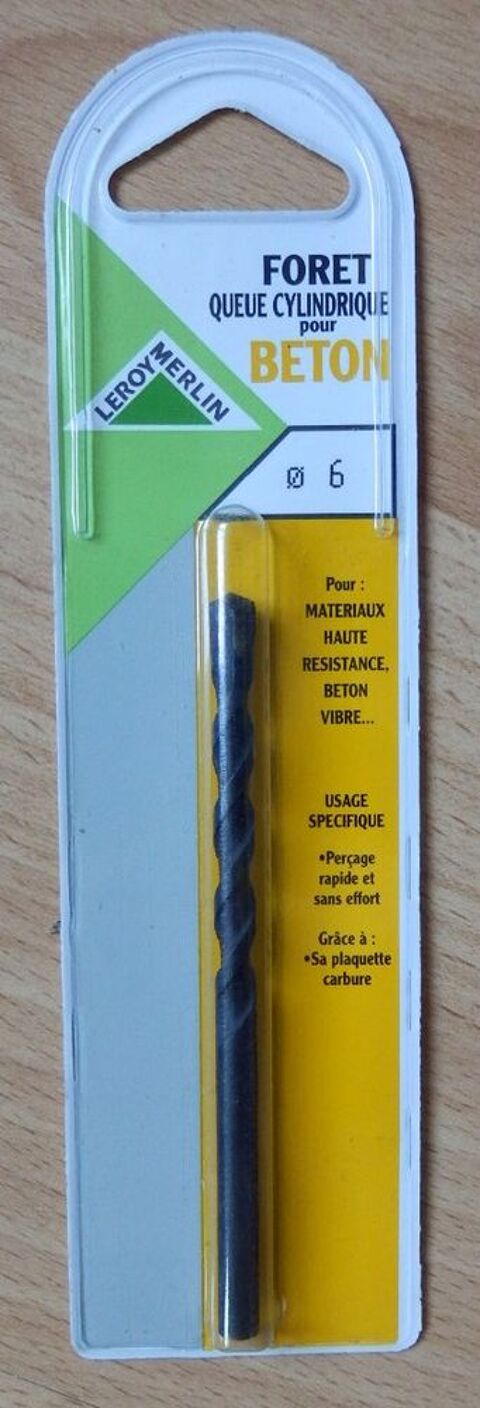 FORET
QUEUE CYLINDRIQUE
pour
BETON
LEROY MERLIN
ø 6
Pour :
MATERIAUX
HAUTE
RESISTANCE,
BETON
VIBRE...
USAGE
SPECIFIQUE
•Perçage
rapide et
sans effort
Grâce à :
•Sa plaquette
carbure